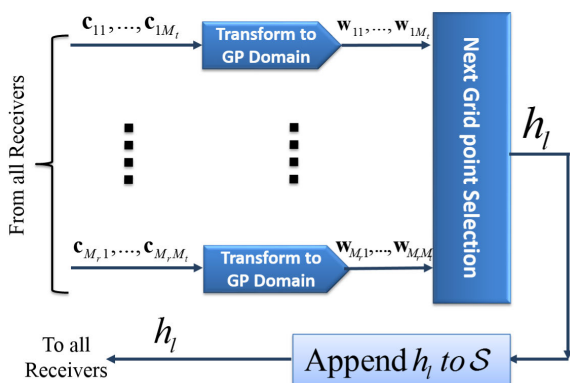 𝐜₁₁,...,𝐜₁Mₜ
Transform to
GP Domain
𝐰₁₁,...,𝐰₁Mₜ
From all Receivers
Next Grid point Selection
hₗ
𝐜Mᵣ₁,...,𝐜MᵣMₜ
Transform to
GP Domain
𝐰Mᵣ₁,...,𝐰MᵣMₜ
To all
Receivers
hₗ
Append hₗ to 𝒮